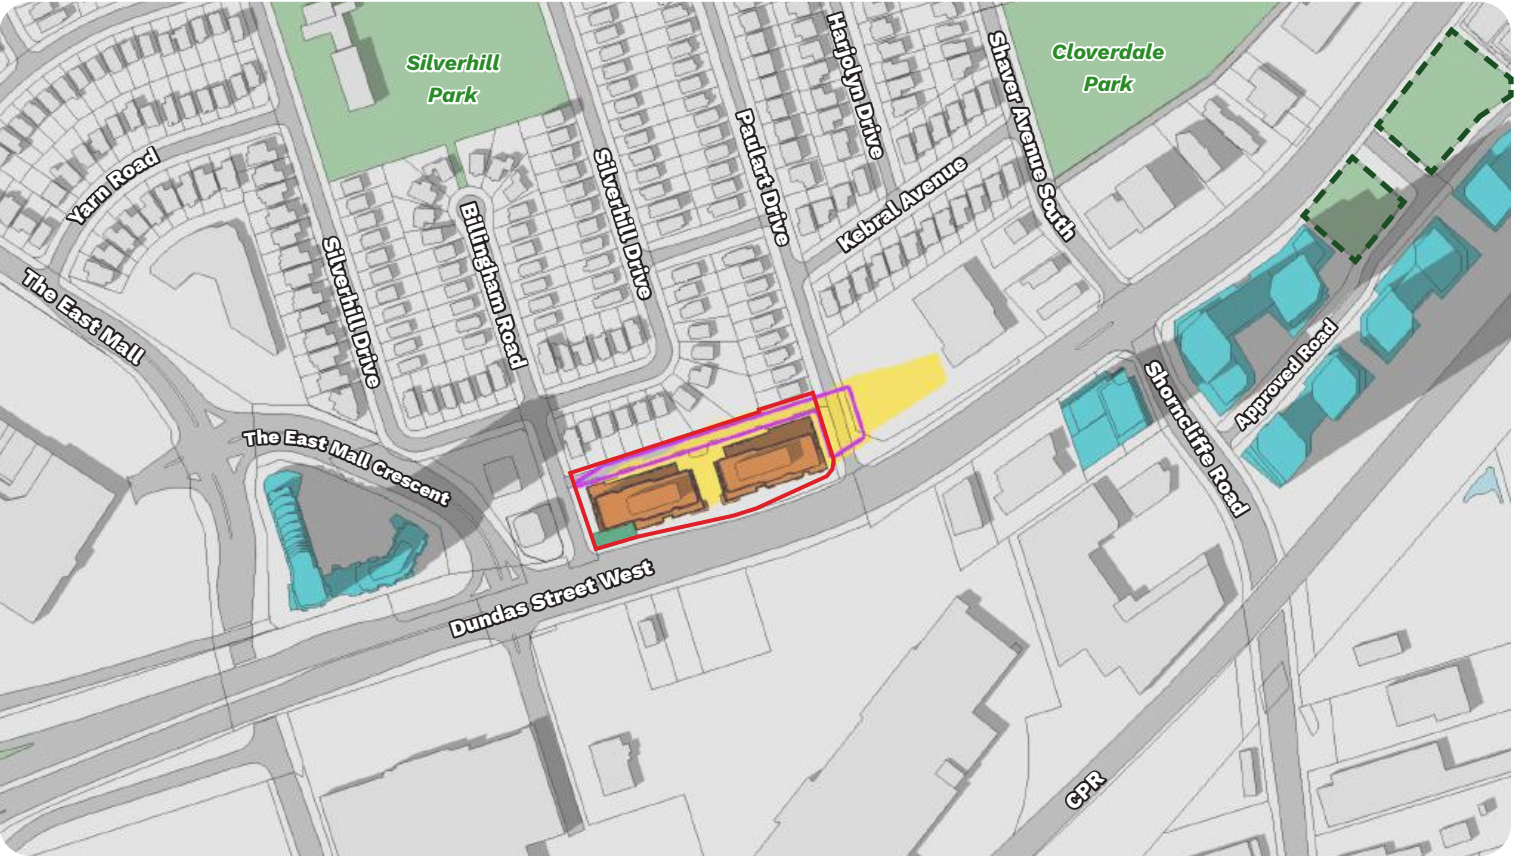 Silverhill
Park
Cloverdale
Park
Harjolyn Drive
Shaver Avenue South
Paulart Drive
Yarn Road
Silverhill Drive
Kebral Avenue
Billingham Road
Silverhill Drive
The East Mall
Approved Road
Shorncliffe Road
The East Mall Crescent
Dundas Street West
CPR